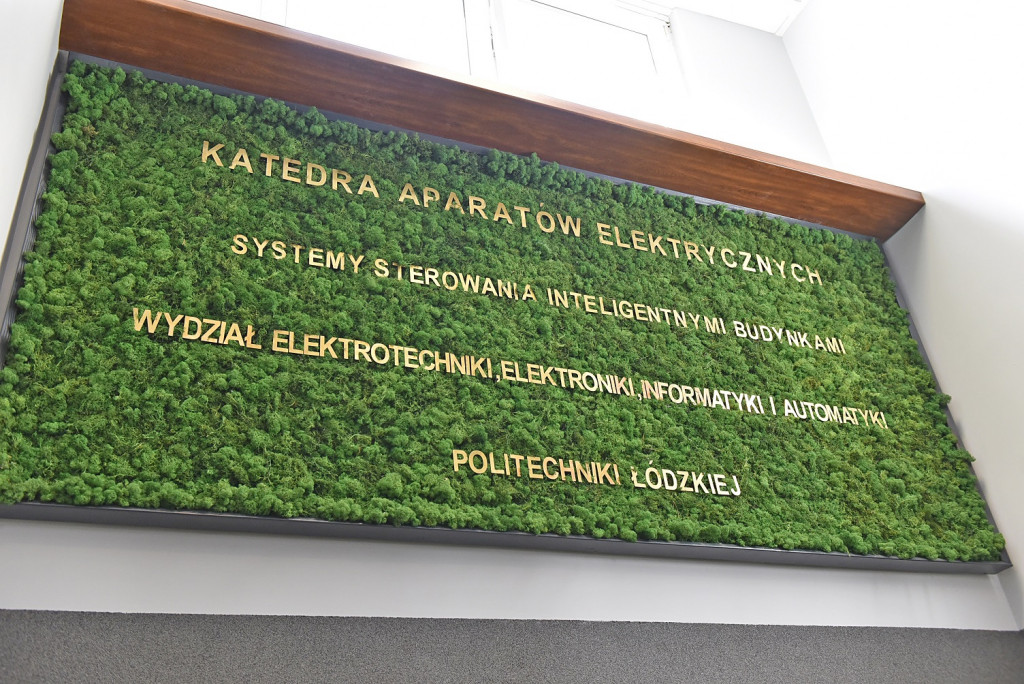 KATEDRA APARATÓW ELEKTRYCZNYCH
SYSTEMY STEROWANIA INTELIGENTNYMI BUDYNKAMI
WYDZIAŁ ELEKTROTECHNIKI, ELEKTRONIKI, INFORMATYKI I AUTOMATYKI
POLITECHNIKI ŁÓDZKIEJ